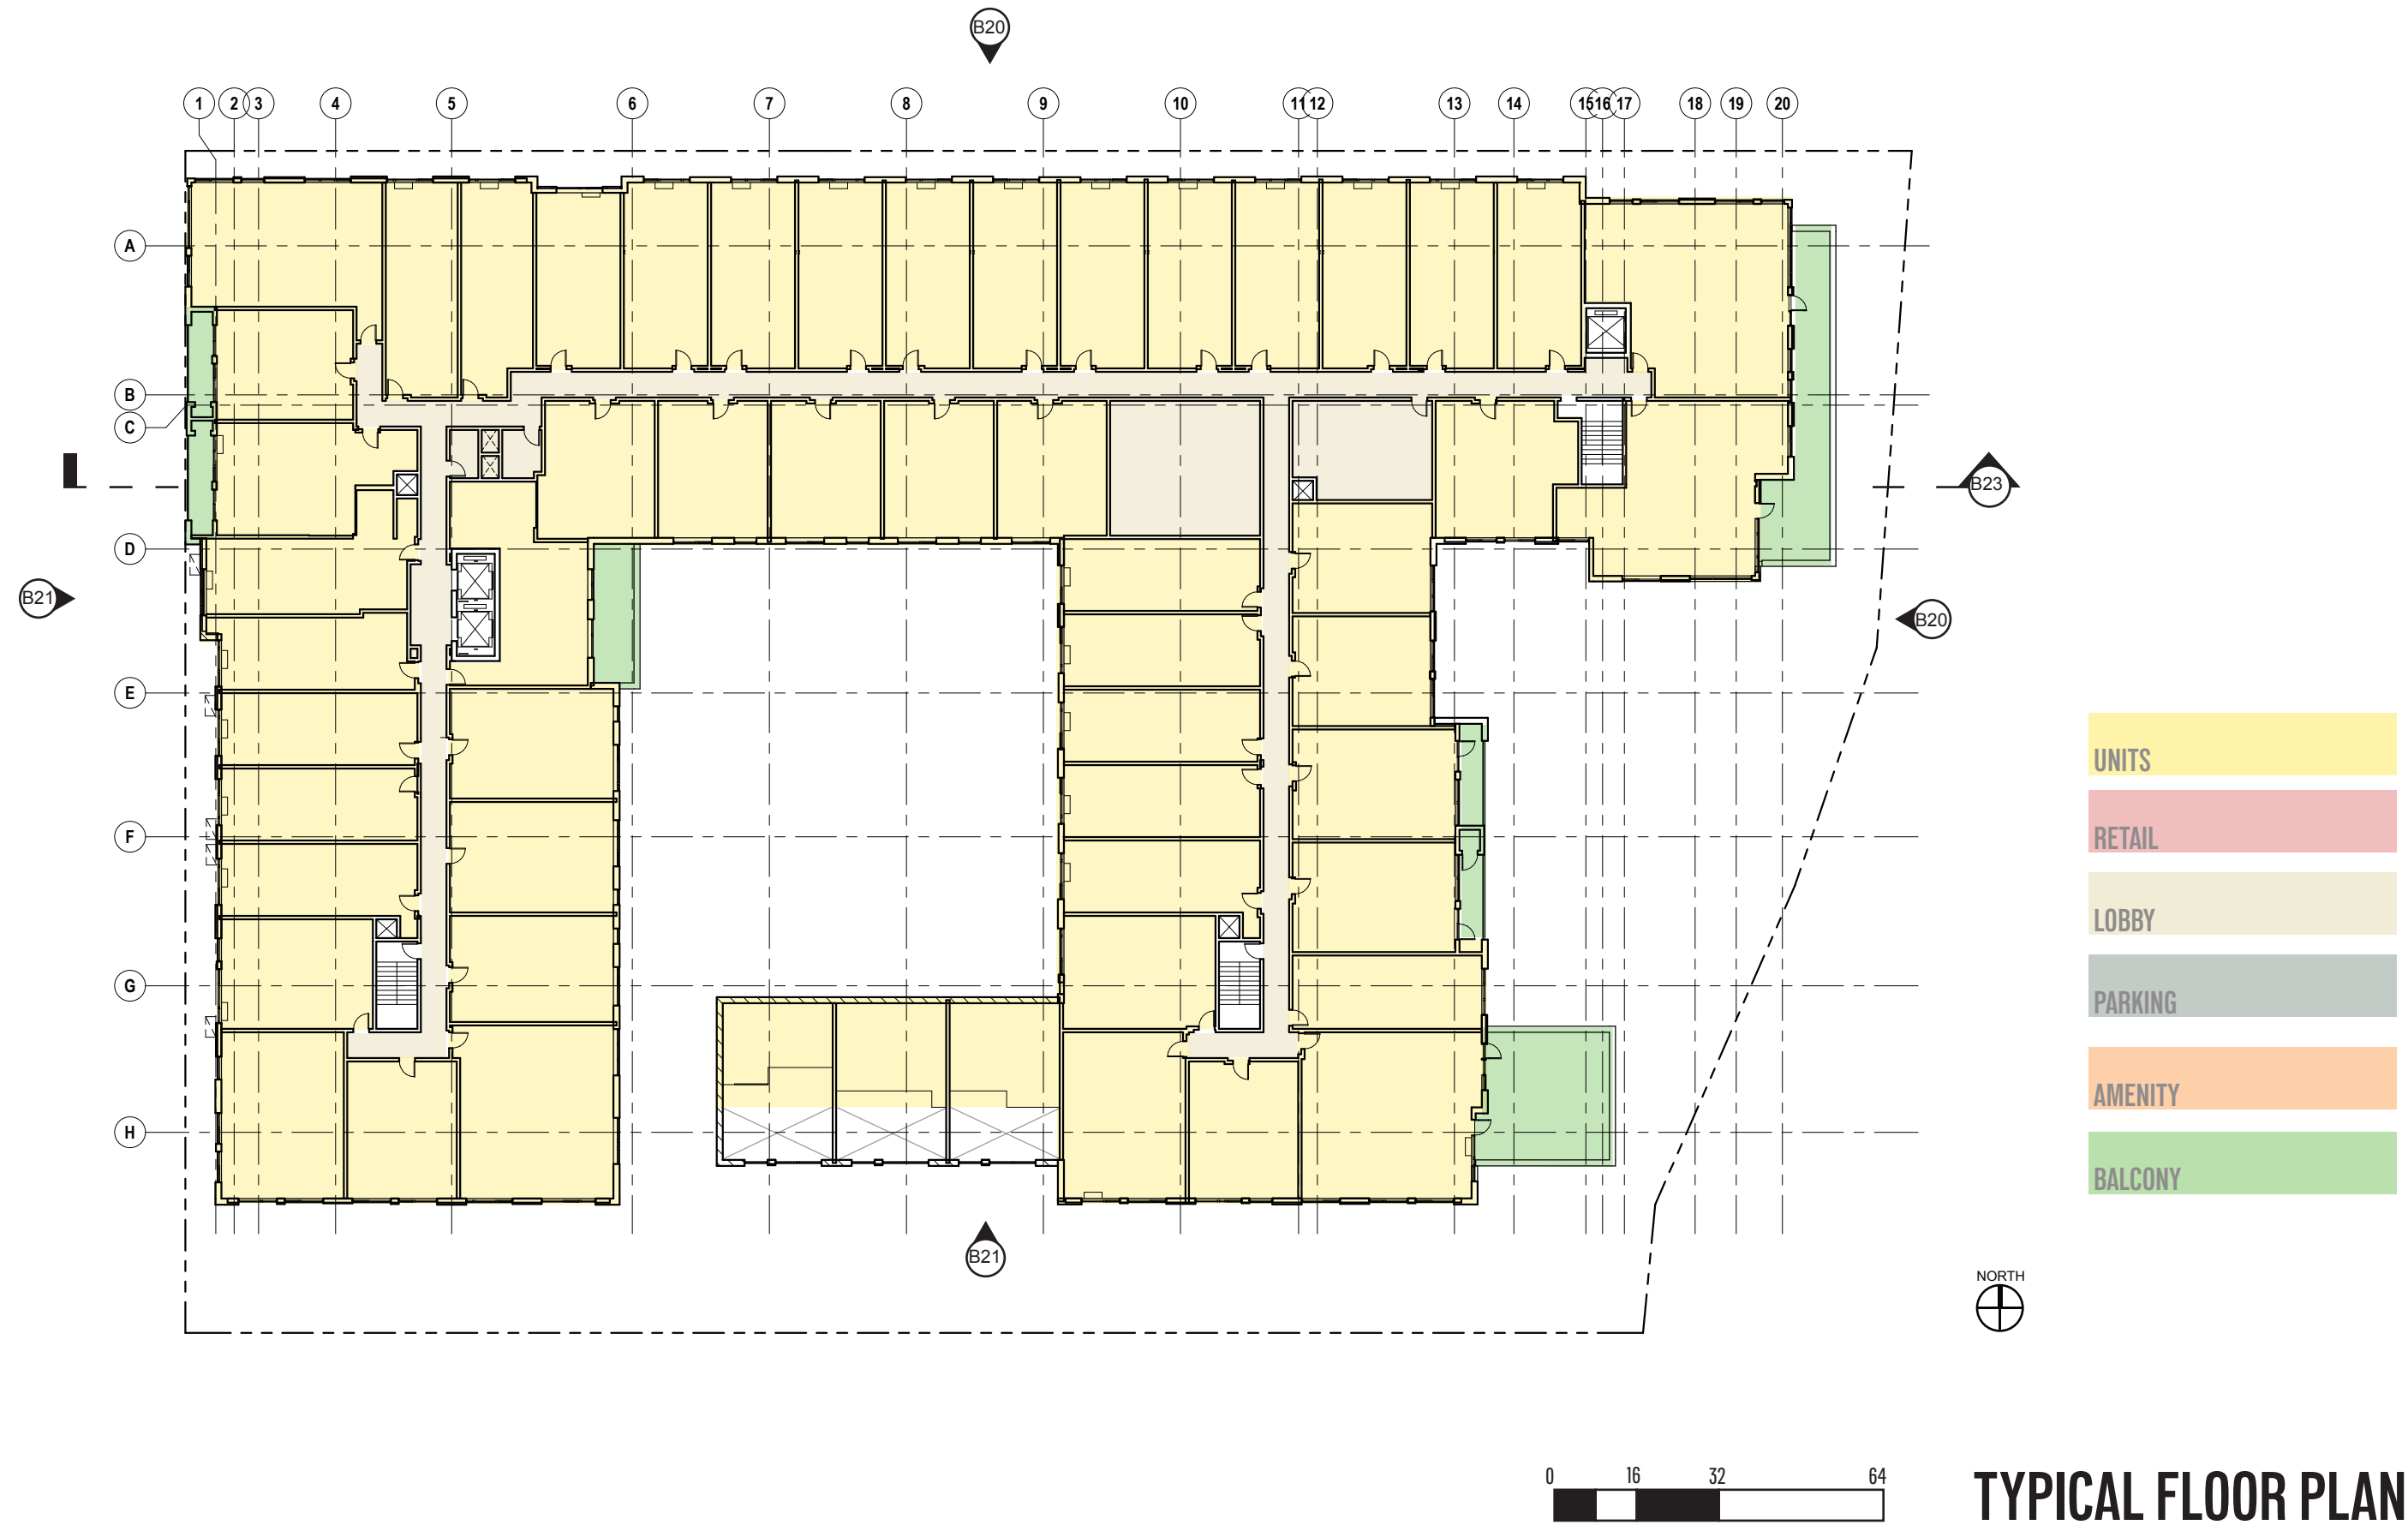 B20
1 2 3 4 5 6 7 8 9 10 11 12 13 14 15 16 17 18 19 20
A
B
C
B23
D
B21
B20
E
UNITS
F
RETAIL
LOBBY
G
PARKING
AMENITY
H
BALCONY
B21
NORTH
0 16 32 64
TYPICAL FLOOR PLAN